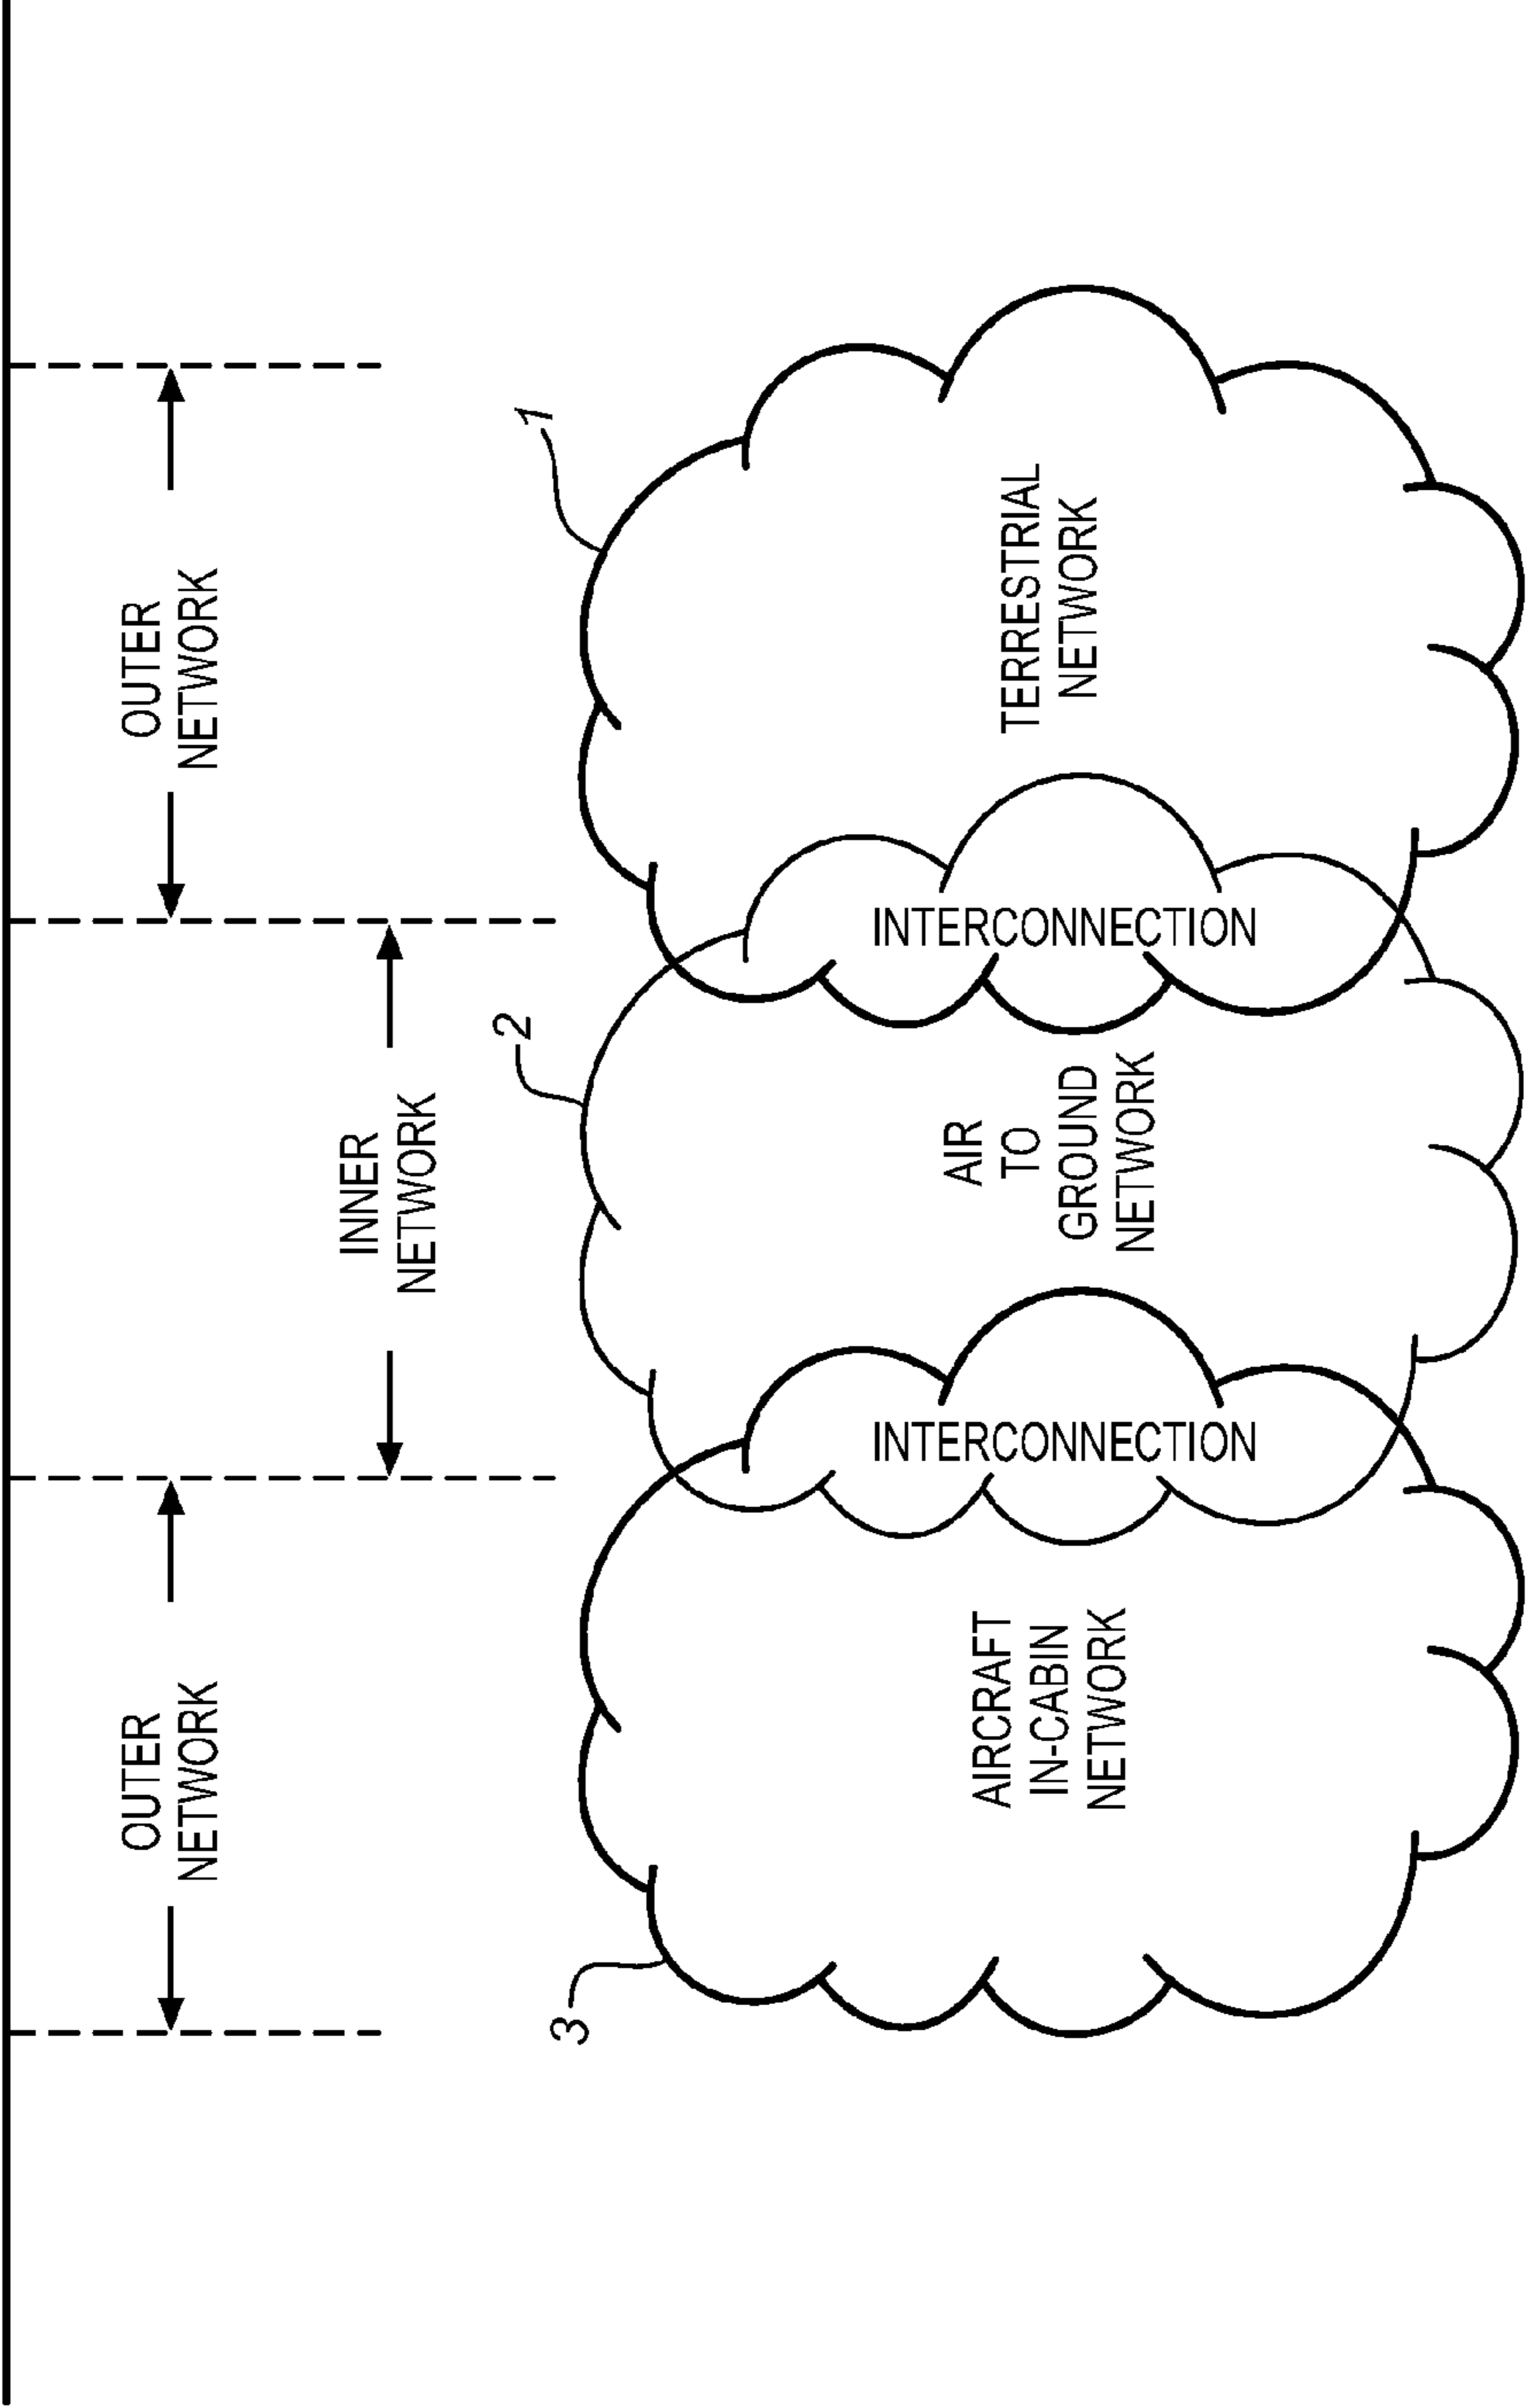 OUTER
NETWORK
INNER
NETWORK
OUTER
NETWORK
3
2
1
AIRCRAFT
IN-CABIN
NETWORK
INTERCONNECTION
AIR
TO
GROUND
NETWORK
INTERCONNECTION
TERRESTRIAL
NETWORK